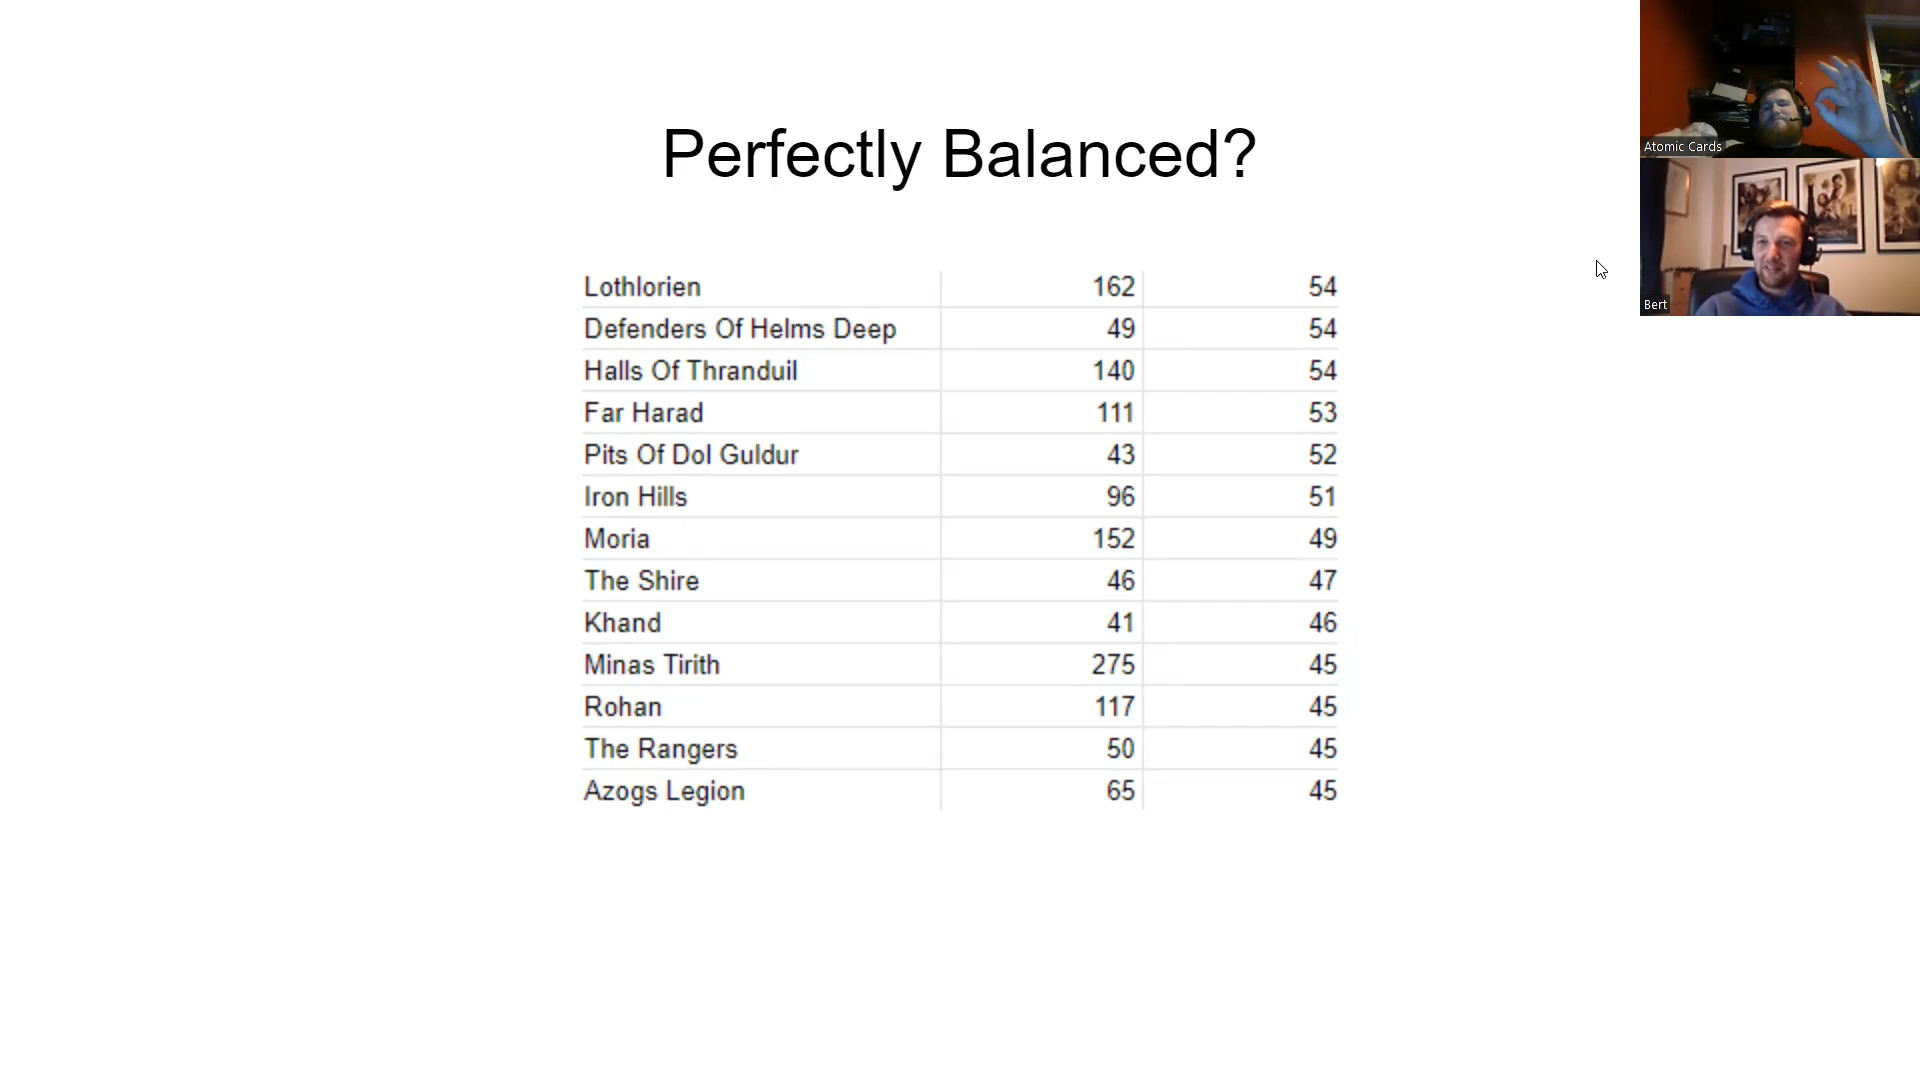 Perfectly Balanced?
Lothlorien 162 54
Defenders Of Helms Deep 49 54
Halls Of Thranduil 140 54
Far Harad 111 53
Pits Of Dol Guldur 43 52
Iron Hills 96 51
Moria 152 49
The Shire 46 47
Khand 41 46
Minas Tirith 275 45
Rohan 117 45
The Rangers 50 45
Azogs Legion 65 45
Atomic Cards
Bert